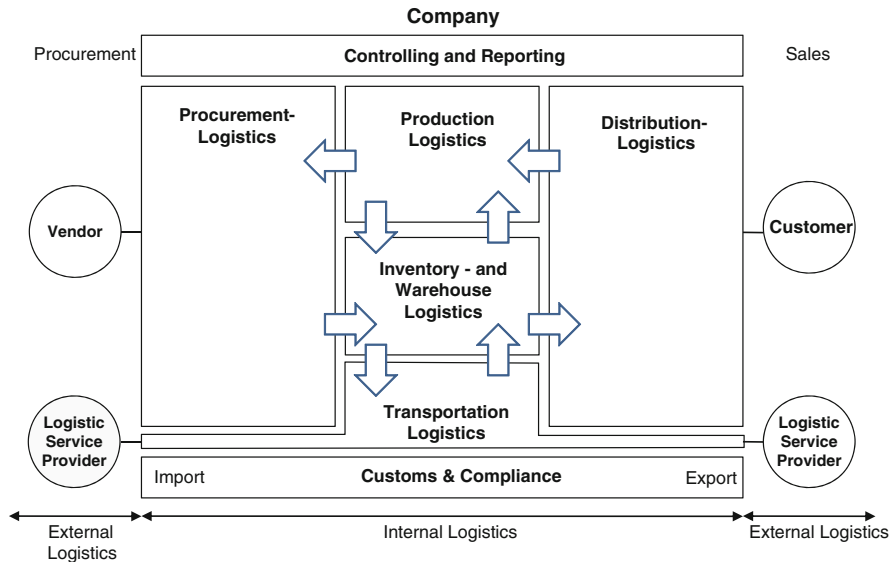 Company
Procurement
Controlling and Reporting
Sales
Procurement-
Logistics
Production
Logistics
Distribution-
Logistics
Vendor
Customer
Inventory - and
Warehouse
Logistics
Logistic
Service
Provider
Transportation
Logistics
Logistic
Service
Provider
Import
Customs & Compliance
Export
External
Logistics
Internal Logistics
External Logistics